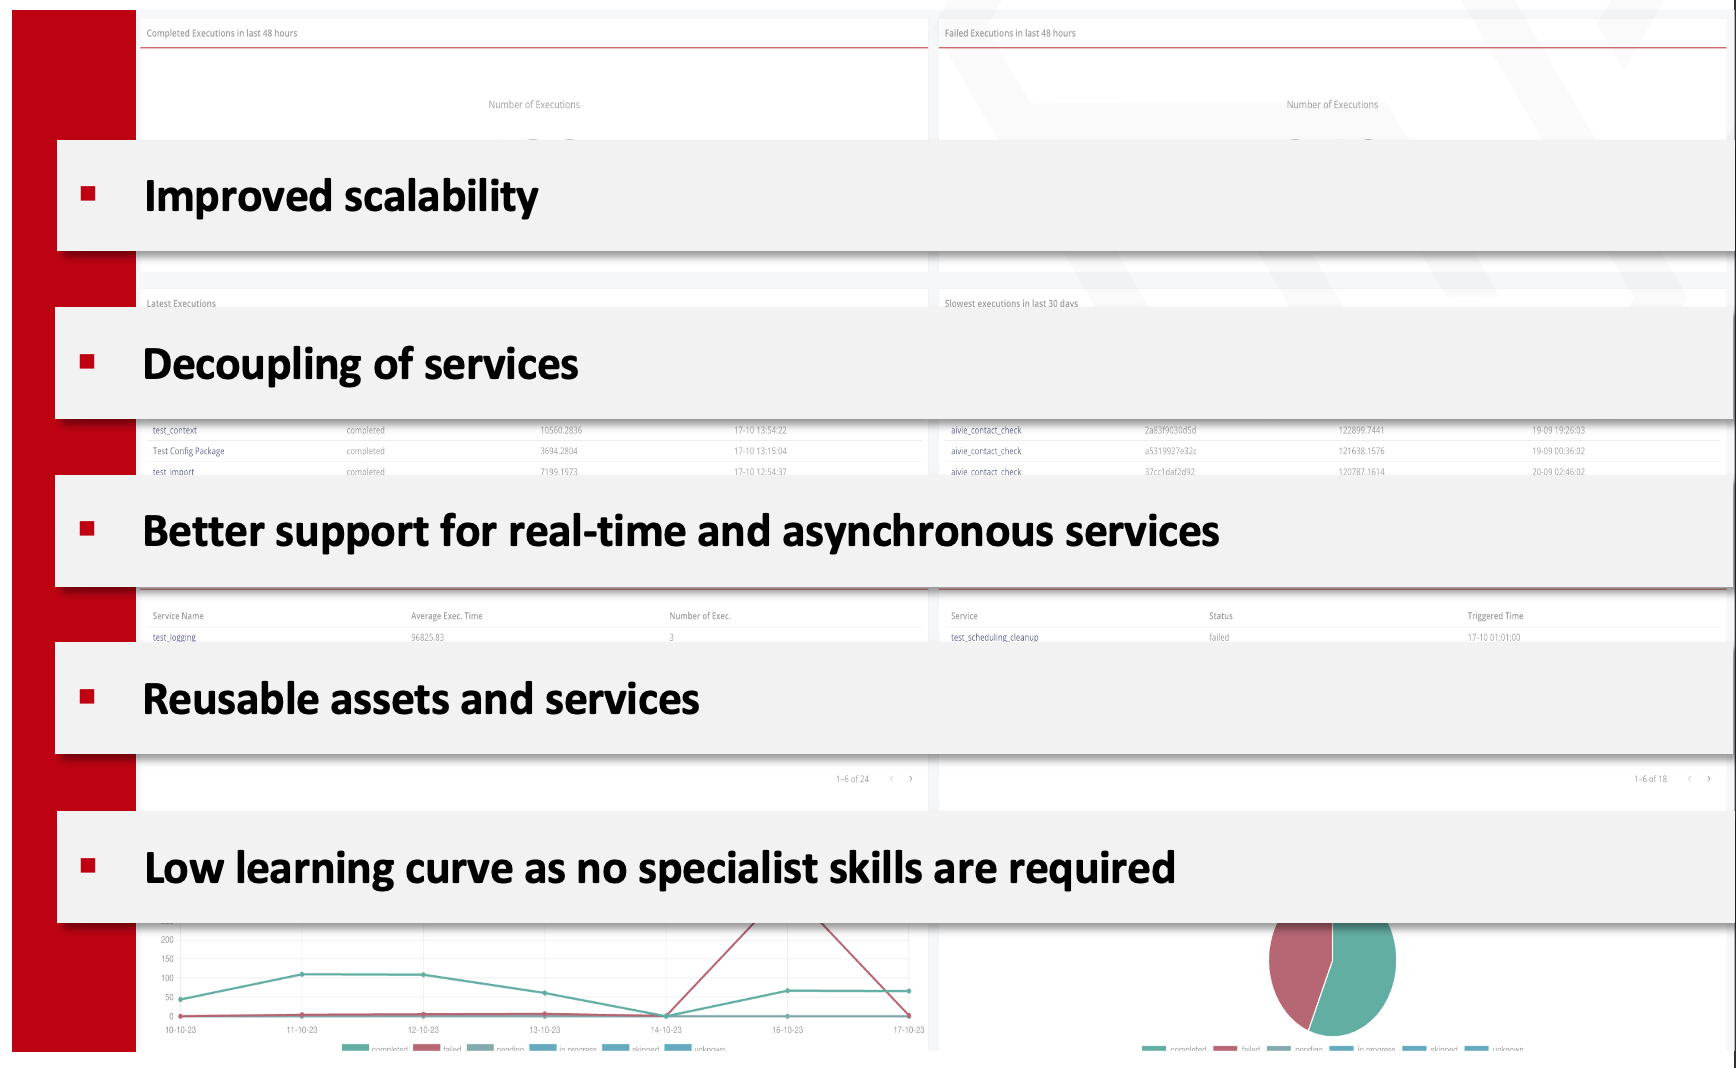 Completed Executions in last 48 hours
Failed Executions in last 48 hours
Number of Executions
Number of Executions
Improved scalability
Latest Executions
Slowest executions in last 30 days
Decoupling of services
test_context completed 10560.2836 17-10 13:54:22
aivie_contact_check 2a83f9030d5d 122899.7441 19-09 19:26:03
Test Config Package completed 3694.2804 17-10 13:15:04
aivie_contact_check a5319927e32c 121638.1576 19-09 00:36:02
test_import completed 7199.1973 17-10 12:54:37
aivie_contact_check 37cc1daf2d92 120787.1614 20-09 02:46:02
Better support for real-time and asynchronous services
Service Name Average Exec. Time Number of Exec.
Service Status Triggered Time
test_logging 96825.83 3
test_scheduling_cleanup failed 17-10 01:01:00
Reusable assets and services
1–6 of 24
1–6 of 18
Low learning curve as no specialist skills are required
200
150
100
50
0
10-10-23 11-10-23 12-10-23 13-10-23 14-10-23 16-10-23 17-10-23
completed failed pending in progress skipped unknown
completed failed pending in progress skipped unknown